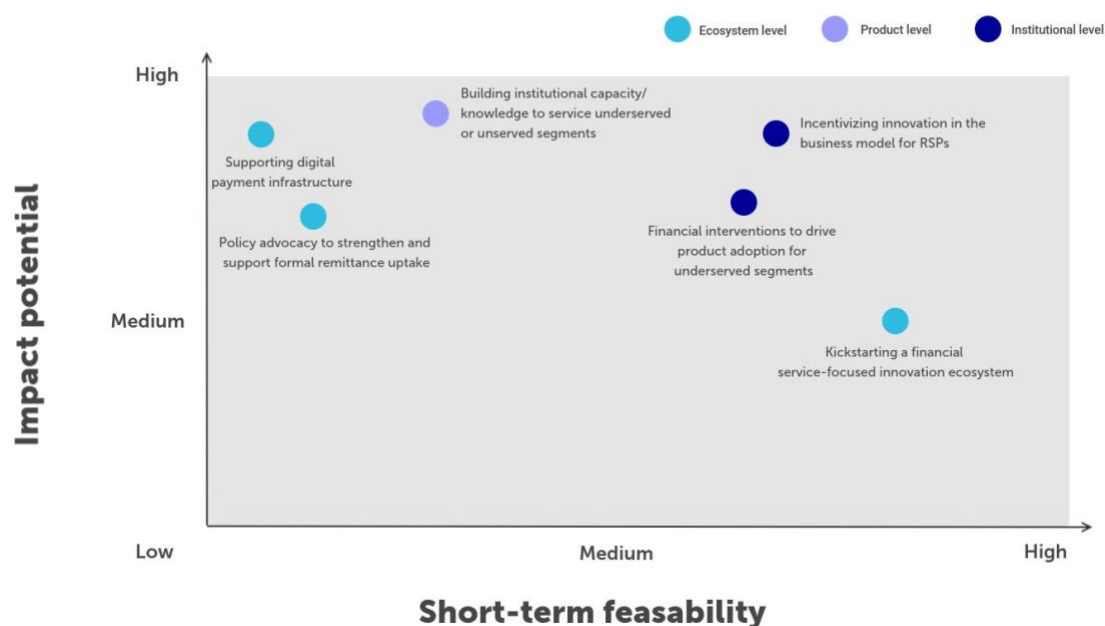 Ecosystem level
Product level
Institutional level
High
Building institutional capacity/
knowledge to service underserved
or unserved segments
Incentivizing innovation in the
business model for RSPs
Supporting digital
payment infrastructure
Financial interventions to drive
product adoption for
underserved segments
Policy advocacy to strengthen and
support formal remittance uptake
Impact potential
Medium
Kickstarting a financial
service-focused innovation ecosystem
Low
Medium
High
Short-term feasability